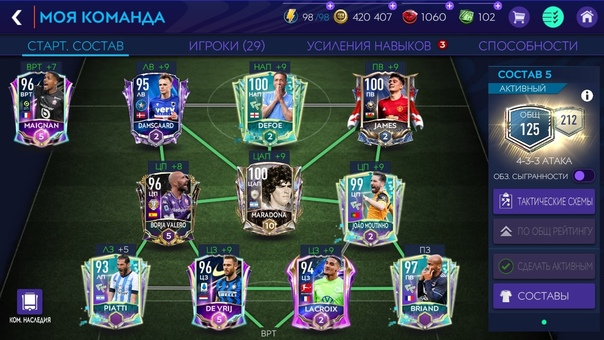 МОЯ КОМАНДА
98 /98
420 407
1060
102
СТАРТ. СОСТАВ
ИГРОКИ (29)
УСИЛЕНИЯ НАВЫКОВ 3
СПОСОБНОСТИ
ВРТ +7
ЛВ +9
НАП +9
ПВ +9
96
ВРТ
MAIGNAN
5
95
ЛВ
DAMSGAARD
2
100
НАП
DEFOE
2
100
ПВ
JAMES
2
ЦП +8
ЦАП +9
ЦП +9
96
ЦП
BORJA VALERO
5
100
ЦАП
MARADONA
10
99
ЦП
JOÃO MOUTINHO
2
ЛЗ +5
ЦЗ +9
ЦЗ +9
ПЗ
93
ЛП
PIATTI
96
ЦЗ
DE VRIJ
5
94
ЦЗ
LACROIX
2
97
ПП
BRIAND
ВРТ
КОМ. НАСЛЕДИЯ
СОСТАВ 5
АКТИВНЫЙ
ОБЩ
125
212
4-3-3 АТАКА
ОБЗ. СЫГРАННОСТИ
ТАКТИЧЕСКИЕ СХЕМЫ
ПО ОБЩ. РЕЙТИНГУ
СДЕЛАТЬ АКТИВНЫМ
СОСТАВЫ